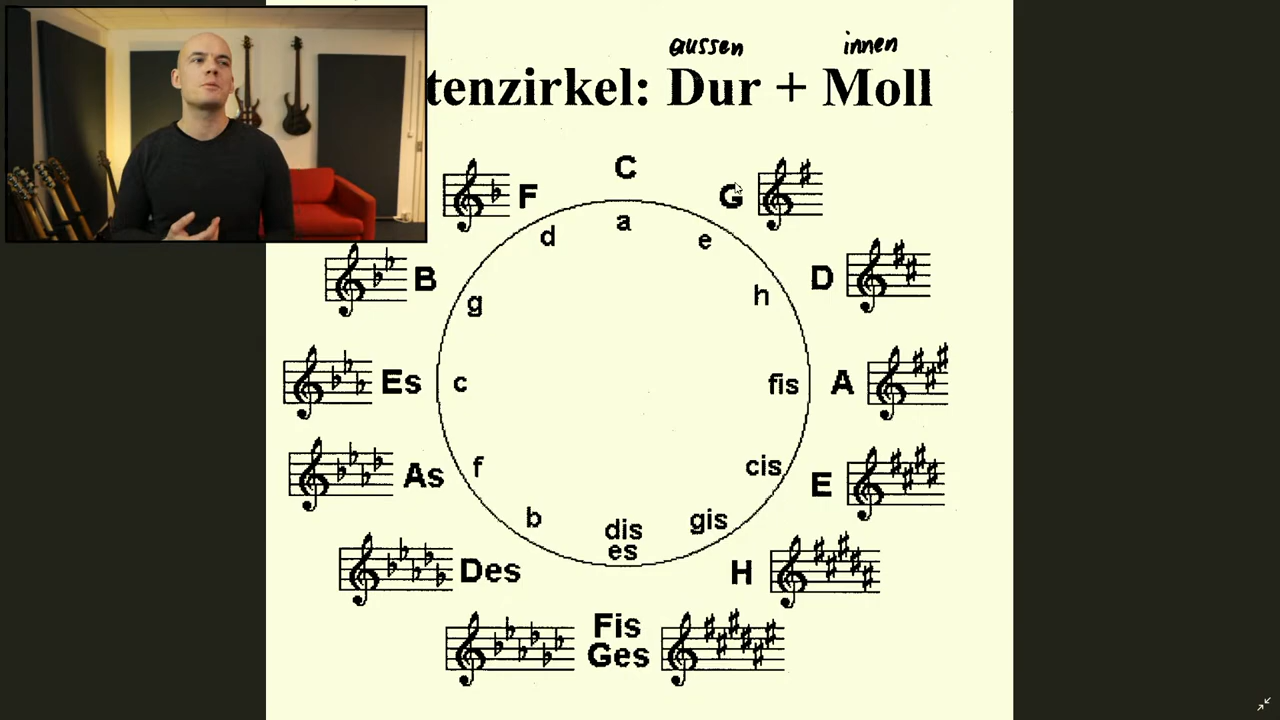 aussen innen
tenzirkel: Dur + Moll
C
F G
d a e
B D
g h
Es A
c fis
As E
f cis
b gis
dis
es
Des H
Fis
Ges